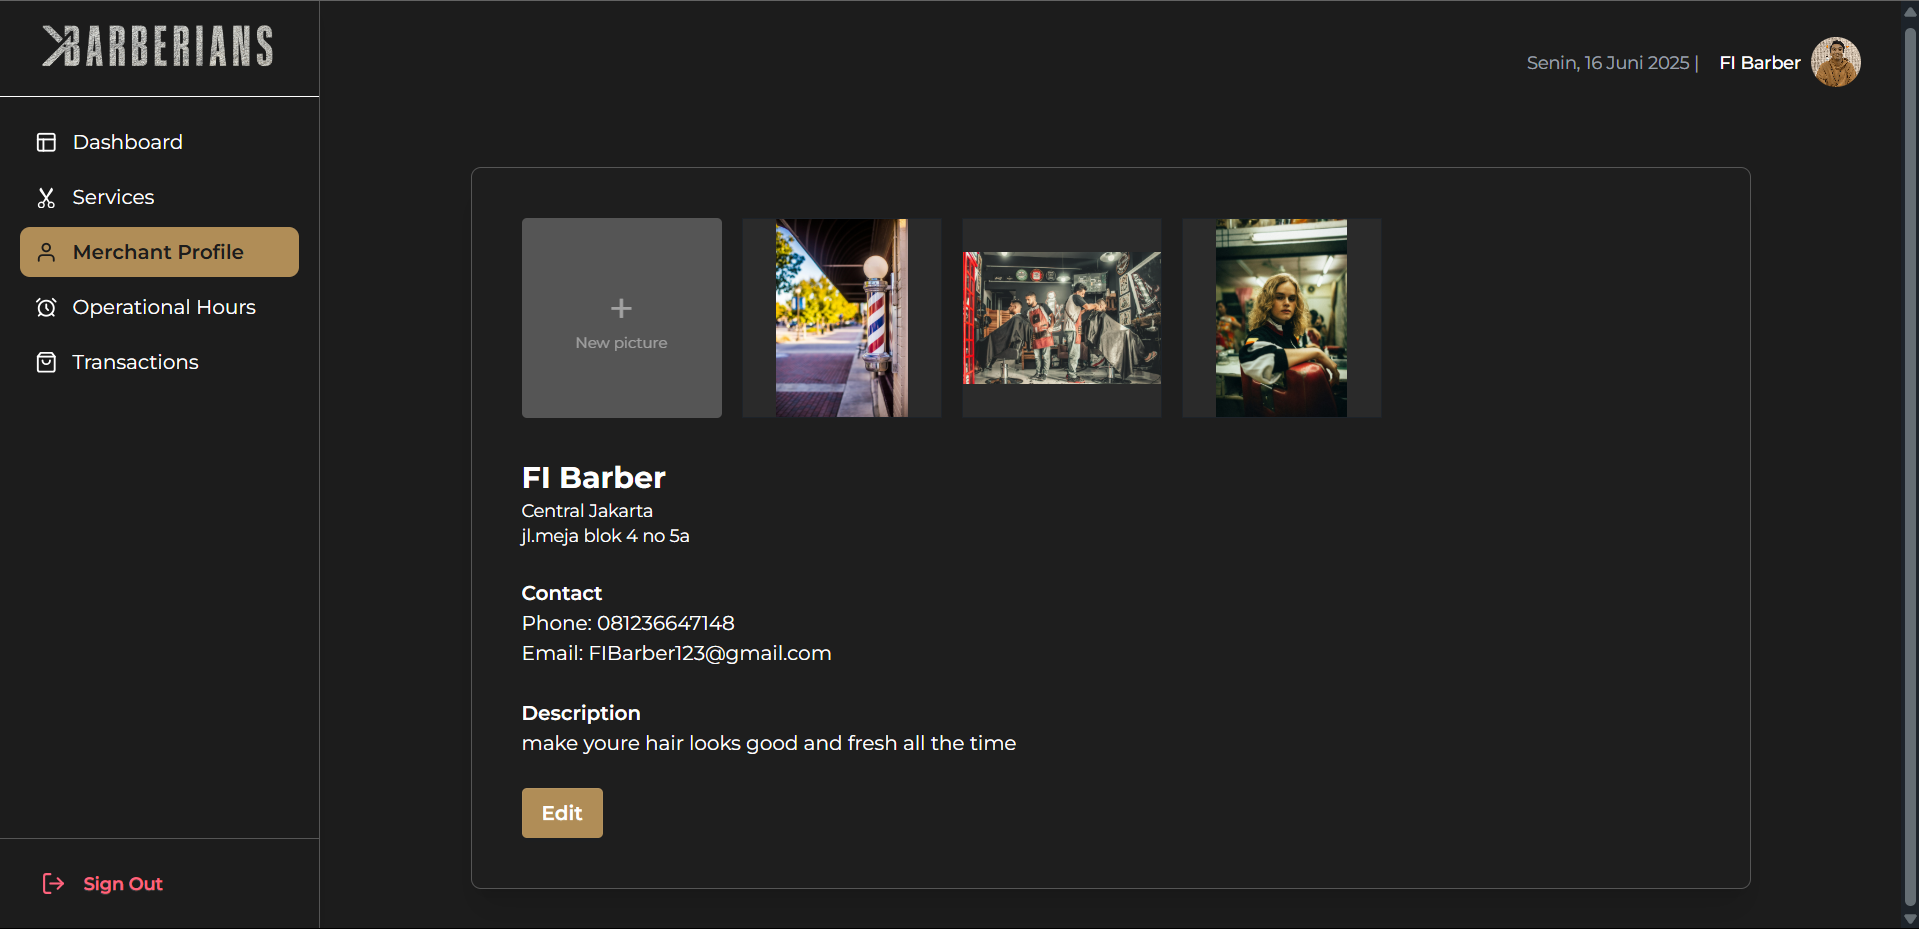 BARBERIANS
Senin, 16 Juni 2025 | FI Barber
Dashboard
Services
Merchant Profile
Operational Hours
Transactions
Sign Out
+
New picture
FI Barber
Central Jakarta
jl.meja blok 4 no 5a
Contact
Phone: 081236647148
Email: FIBarber123@gmail.com
Description
make youre hair looks good and fresh all the time
Edit